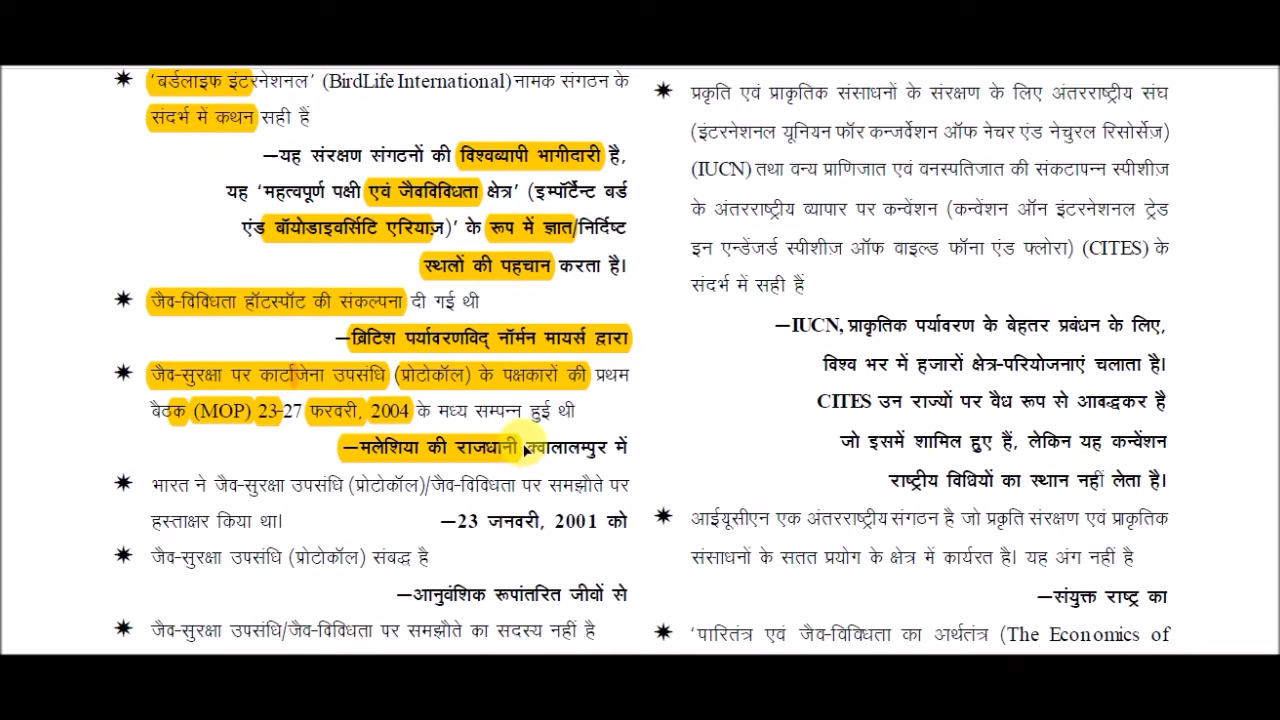 ✷ 'बर्डलाइफ इंटरनेशनल' (BirdLife International) नामक संगठन के
संदर्भ में कथन सही हैं
–यह संरक्षण संगठनों की विश्वव्यापी भागीदारी है,
यह 'महत्वपूर्ण पक्षी एवं जैवविविधता क्षेत्र' (इम्पॉर्टेन्ट बर्ड
एंड बॉयोडाइवर्सिटि एरियाज़)' के रूप में ज्ञात/निर्दिष्ट
स्थलों की पहचान करता है।
✷ जैव-विविधता हॉटस्पॉट की संकल्पना दी गई थी
–ब्रिटिश पर्यावरणविद् नॉर्मन मायर्स द्वारा
✷ जैव-सुरक्षा पर कार्टाजेना उपसंधि (प्रोटोकॉल) के पक्षकारों की प्रथम
बैठक (MOP) 23-27 फरवरी, 2004 के मध्य सम्पन्न हुई थी
–मलेशिया की राजधानी क्वालालम्पुर में
✷ भारत ने जैव-सुरक्षा उपसंधि (प्रोटोकॉल)/जैव-विविधता पर समझौते पर
हस्ताक्षर किया था। –23 जनवरी, 2001 को
✷ जैव-सुरक्षा उपसंधि (प्रोटोकॉल) संबद्ध है
–आनुवंशिक रूपांतरित जीवों से
✷ जैव-सुरक्षा उपसंधि/जैव-विविधता पर समझौते का सदस्य नहीं है
✷ प्रकृति एवं प्राकृतिक संसाधनों के संरक्षण के लिए अंतरराष्ट्रीय संघ
(इंटरनेशनल यूनियन फॉर कन्जर्वेशन ऑफ नेचर एंड नेचुरल रिसोर्सेज़)
(IUCN) तथा वन्य प्राणिजात एवं वनस्पतिजात की संकटापन्न स्पीशीज़
के अंतरराष्ट्रीय व्यापार पर कन्वेंशन (कन्वेंशन ऑन इंटरनेशनल ट्रेड
इन एन्डेंजर्ड स्पीशीज़ ऑफ वाइल्ड फॉना एंड फ्लोरा) (CITES) के
संदर्भ में सही हैं
–IUCN, प्राकृतिक पर्यावरण के बेहतर प्रबंधन के लिए,
विश्व भर में हजारों क्षेत्र-परियोजनाएं चलाता है।
CITES उन राज्यों पर वैध रूप से आवद्धकर है
जो इसमें शामिल हुए हैं, लेकिन यह कन्वेंशन
राष्ट्रीय विधियों का स्थान नहीं लेता है।
✷ आईयूसीएन एक अंतरराष्ट्रीय संगठन है जो प्रकृति संरक्षण एवं प्राकृतिक
संसाधनों के सतत प्रयोग के क्षेत्र में कार्यरत है। यह अंग नहीं है
–संयुक्त राष्ट्र का
✷ 'पारितंत्र एवं जैव-विविधता का अर्थतंत्र (The Economics of